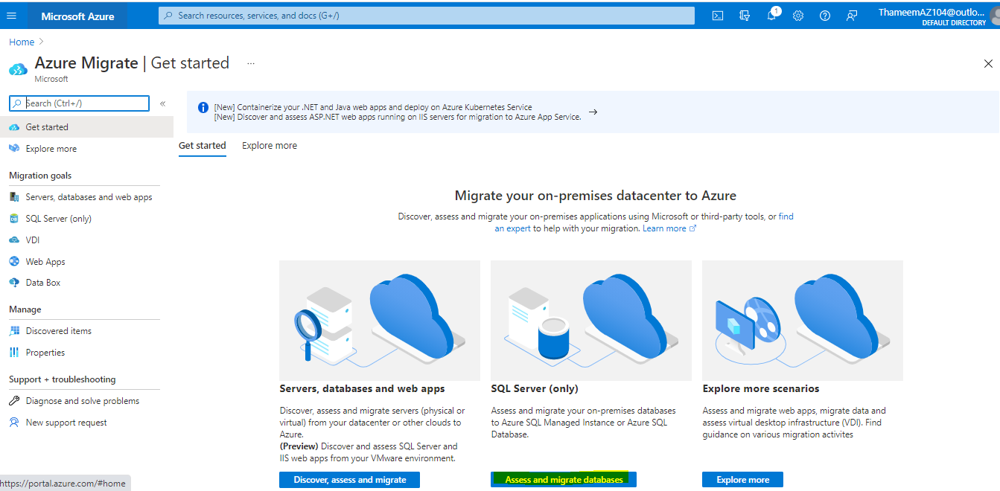 Microsoft Azure
Search resources, services, and docs (G+/)
1
ThameemAZ104@outlo...
DEFAULT DIRECTORY
Home
Azure Migrate | Get started
...
Microsoft
Search (Ctrl+/)
«
Get started
Explore more
Migration goals
Servers, databases and web apps
SQL Server (only)
VDI
Web Apps
Data Box
Manage
Discovered items
Properties
Support + troubleshooting
Diagnose and solve problems
New support request
https://portal.azure.com/#home
[New] Containerize your .NET and Java web apps and deploy on Azure Kubernetes Service
[New] Discover and assess ASP.NET web apps running on IIS servers for migration to Azure App Service.
Get started
Explore more
Migrate your on-premises datacenter to Azure
Discover, assess and migrate your on-premises applications using Microsoft or third-party tools, or find
an expert to help with your migration. Learn more
Servers, databases and web apps
Discover, assess and migrate servers (physical or
virtual) from your datacenter or other clouds to
Azure.
(Preview) Discover and assess SQL Server and
IIS web apps from your VMware environment.
Discover, assess and migrate
SQL Server (only)
Assess and migrate your on-premises databases
to Azure SQL Managed Instance or Azure SQL
Database.
Assess and migrate databases
Explore more scenarios
Assess and migrate web apps, migrate data and
assess virtual desktop infrastructure (VDI). Find
guidance on various migration activites
Explore more